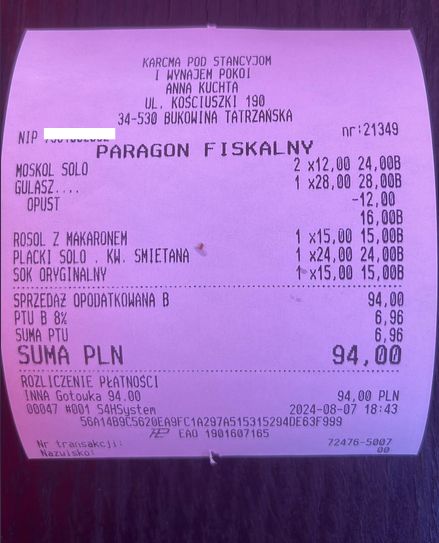 KARCMA POD STANCYJOM
I WYNAJEM POKOI
ANNA KUCHTA
UL. KOŚCIUSZKI 190
34-530 BUKOWINA TATRZAŃSKA
NIP nr:21349
PARAGON FISKALNY
MOSKOL SOLO 2 x12,00 24,00B
GULASZ.... 1 x28,00 28,00B
OPUST -12,00
16,00B
ROSOL Z MAKARONEM 1 x15,00 15,00B
PLACKI SOLO . KW. SMIETANA 1 x24,00 24,00B
SOK ORYGINALNY 1 x15,00 15,00B
SPRZEDAŻ OPODATKOWANA B 94,00
PTU B 8% 6,96
SUMA PTU 6,96
SUMA PLN 94,00
ROZLICZENIE PŁATNOŚCI
INNA Gotowka 94.00 94,00 PLN
00047 #001 S4HSystem 2024-08-07 18:43
56A14B9C5620EA9FC1A297A515315294DE63F999
EAO 1901607165
Nr transakcji: 72476-5007
Nazwisko: 00